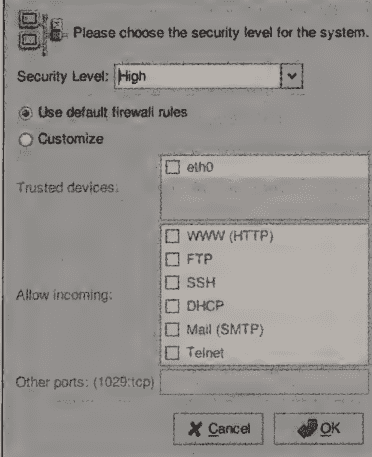 Please choose the security level for the system.
Security Level: High
Use default firewall rules
Customize
Trusted devices:
eth0
Allow incoming:
WWW (HTTP)
FTP
SSH
DHCP
Mail (SMTP)
Telnet
Other ports: (1029:tcp)
Cancel
OK